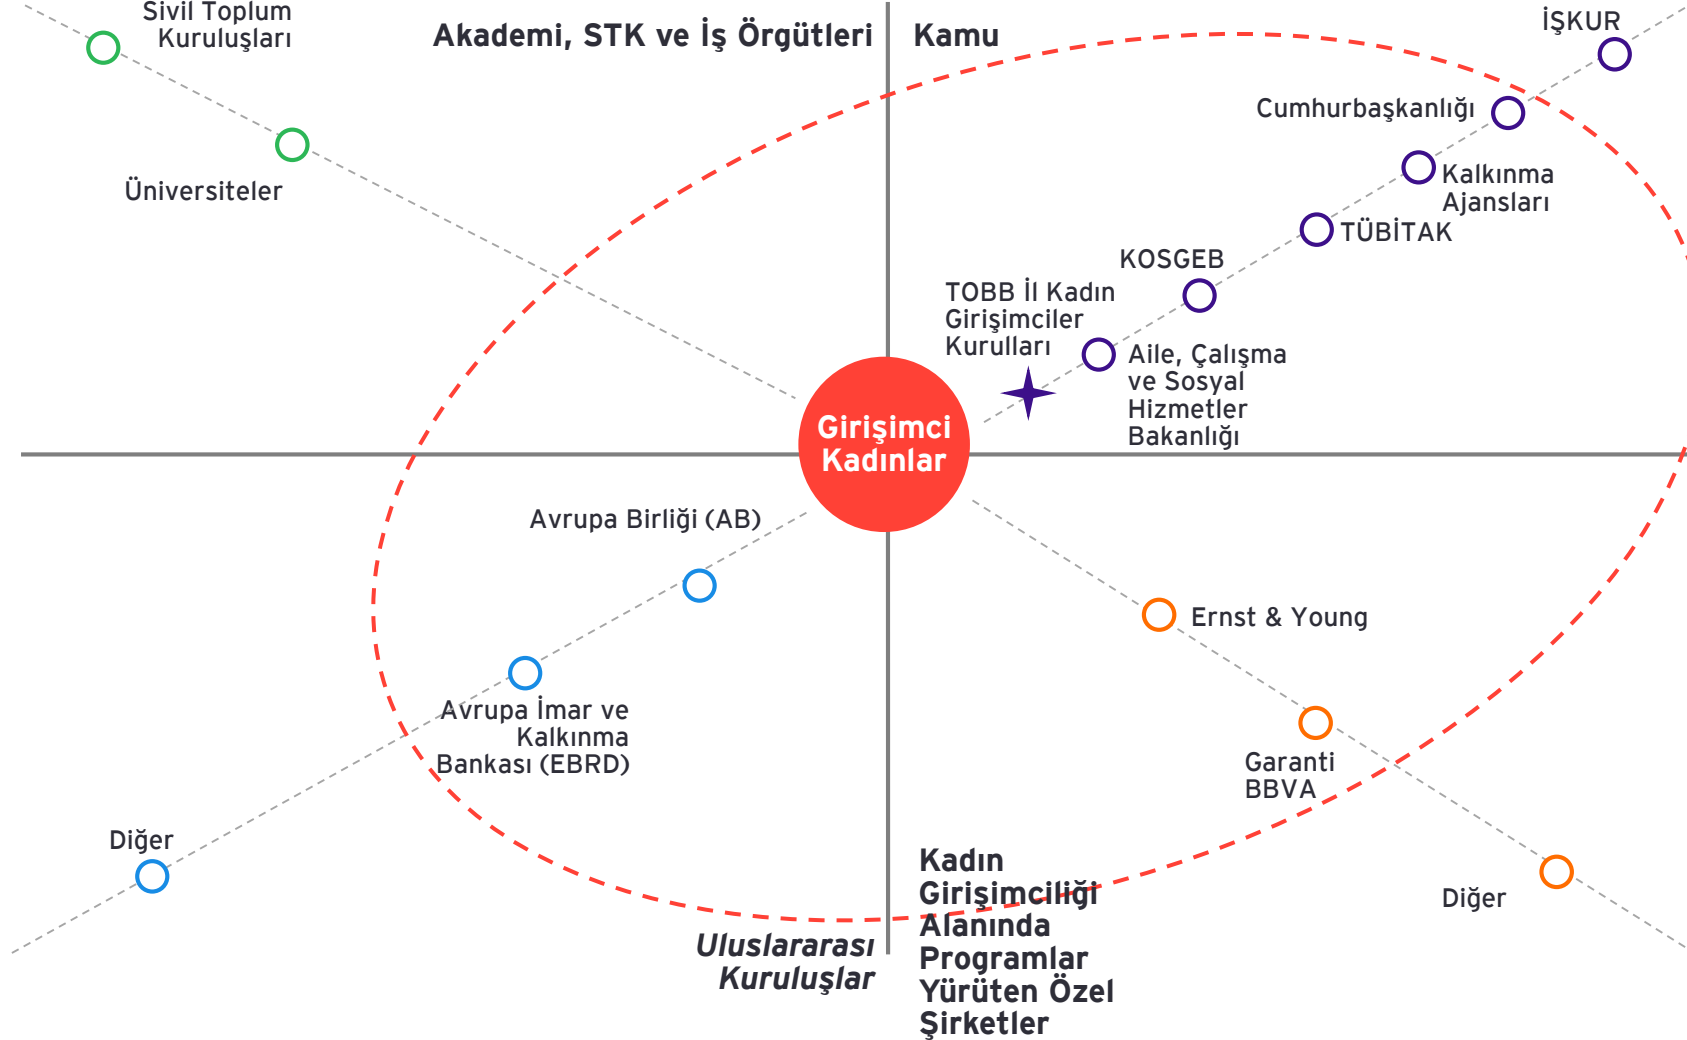 Sivil Toplum
Kuruluşları
Akademi, STK ve İş Örgütleri
Kamu
İŞKUR
Cumhurbaşkanlığı
Üniversiteler
Kalkınma
Ajansları
TÜBİTAK
KOSGEB
TOBB İl Kadın
Girişimciler
Kurulları
Aile, Çalışma
ve Sosyal
Hizmetler
Bakanlığı
Girişimci
Kadınlar
Avrupa Birliği (AB)
Ernst & Young
Avrupa İmar ve
Kalkınma
Bankası (EBRD)
Garanti
BBVA
Diğer
Diğer
Uluslararası
Kuruluşlar
Kadın
Girişimciliği
Alanında
Programlar
Yürüten Özel
Şirketler